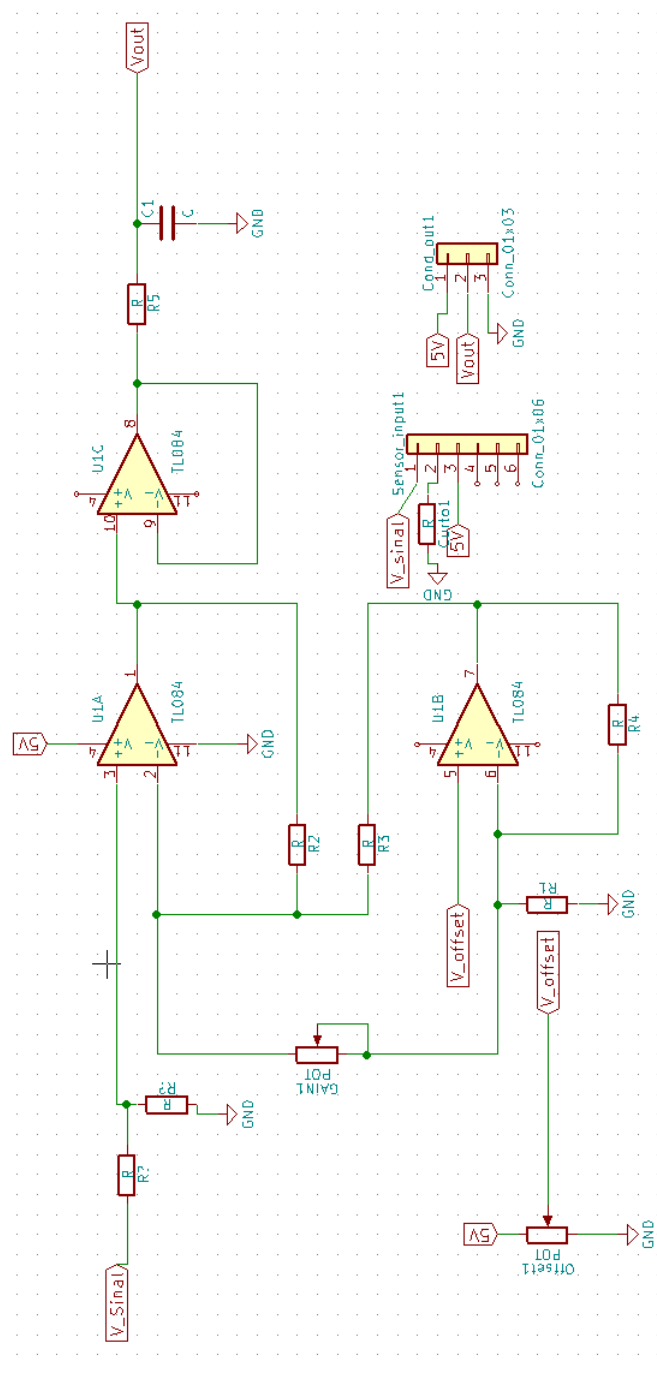 Vout
C1
C
GND
R
R5
8
U1C
TL084
4
V+
V-
11
+
-
10
9
Cond_out1
Conn_01x03
1
2
3
5V
Vout
GND
Sensor_input1
Conn_01x06
1
2
3
4
5
6
V_sinal
R
Curto1
5V
GND
1
U1A
TL084
5V
4
V+
V-
11
+
-
GND
3
2
7
U1B
TL084
4
V+
V-
11
+
-
5
6
R
R4
R
R2
R
R3
R
R1
GND
V_offset
V_offset
GAIN1
POT
R
R?
GND
R
R?
V_Sinal
5V
Offset1
POT
GND